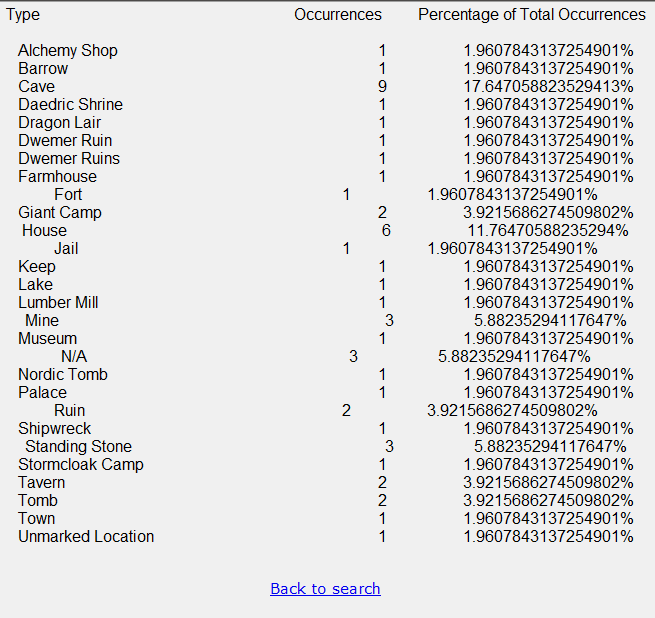 Type Occurrences Percentage of Total Occurrences
Alchemy Shop 1 1.9607843137254901%
Barrow 1 1.9607843137254901%
Cave 9 17.647058823529413%
Daedric Shrine 1 1.9607843137254901%
Dragon Lair 1 1.9607843137254901%
Dwemer Ruin 1 1.9607843137254901%
Dwemer Ruins 1 1.9607843137254901%
Farmhouse 1 1.9607843137254901%
Fort 1 1.9607843137254901%
Giant Camp 2 3.9215686274509802%
House 6 11.76470588235294%
Jail 1 1.9607843137254901%
Keep 1 1.9607843137254901%
Lake 1 1.9607843137254901%
Lumber Mill 1 1.9607843137254901%
Mine 3 5.88235294117647%
Museum 1 1.9607843137254901%
N/A 3 5.88235294117647%
Nordic Tomb 1 1.9607843137254901%
Palace 1 1.9607843137254901%
Ruin 2 3.9215686274509802%
Shipwreck 1 1.9607843137254901%
Standing Stone 3 5.88235294117647%
Stormcloak Camp 1 1.9607843137254901%
Tavern 2 3.9215686274509802%
Tomb 2 3.9215686274509802%
Town 1 1.9607843137254901%
Unmarked Location 1 1.9607843137254901%
Back to search